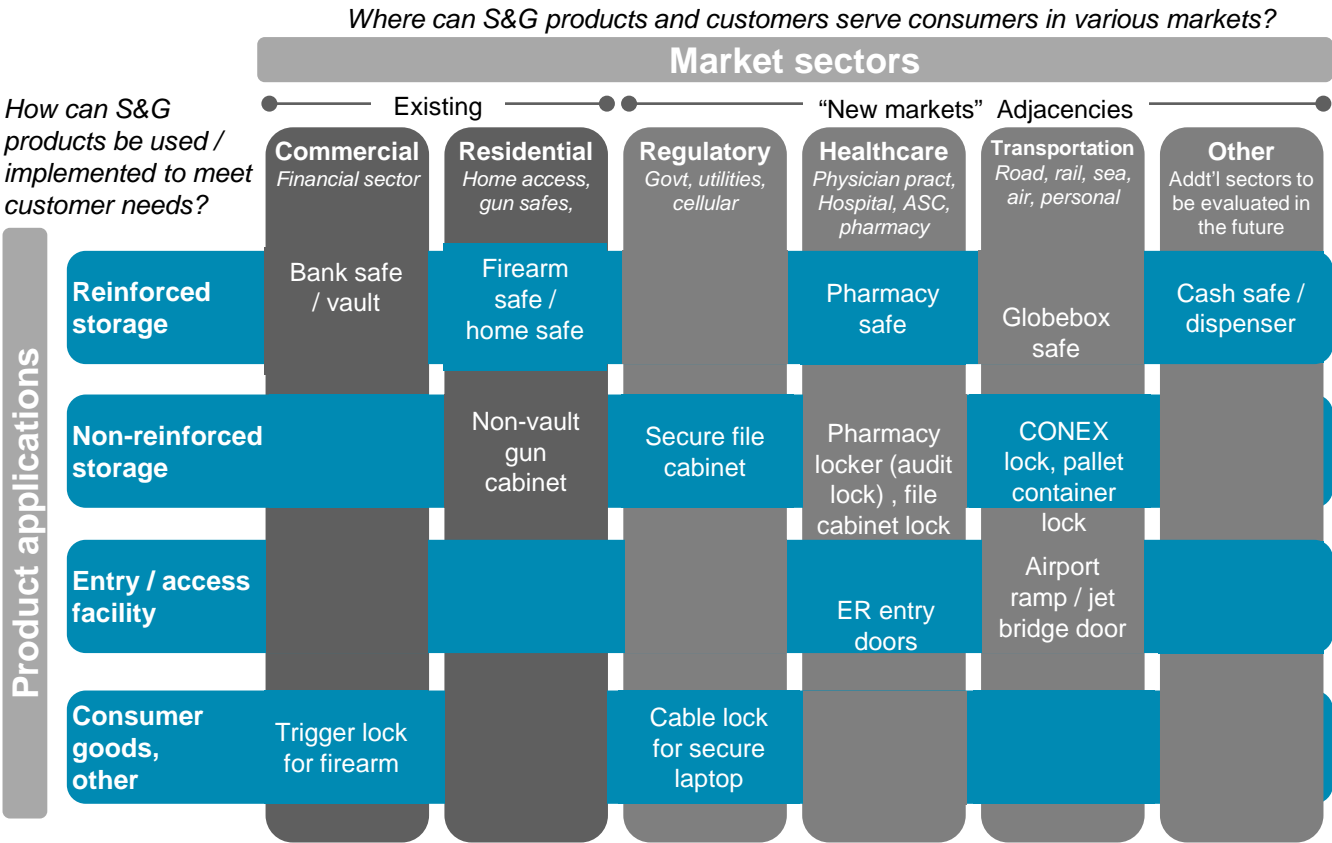 Where can S&G products and customers serve consumers in various markets?
Market sectors
How can S&G
products be used /
implemented to meet
customer needs?
Existing
“New markets” Adjacencies
Commercial
Financial sector
Residential
Home access,
gun safes,
Regulatory
Govt, utilities,
cellular
Healthcare
Physician pract,
Hospital, ASC,
pharmacy
Transportation
Road, rail, sea,
air, personal
Other
Addt’l sectors to
be evaluated in
the future
Product applications
Reinforced
storage
Bank safe
/ vault
Firearm
safe /
home safe
Pharmacy
safe
Globebox
safe
Cash safe /
dispenser
Non-reinforced
storage
Non-vault
gun
cabinet
Secure file
cabinet
Pharmacy
locker (audit
lock) , file
cabinet lock
CONEX
lock, pallet
container
lock
Entry / access
facility
ER entry
doors
Airport
ramp / jet
bridge door
Consumer
goods,
other
Trigger lock
for firearm
Cable lock
for secure
laptop